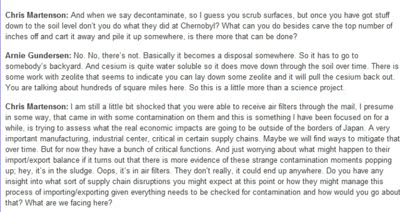 Chris Martenson: And when we say decontaminate, so I guess you scrub surfaces, but once you have got stuff
down to the soil level don't you do what they did at Chernobyl? What can you do besides carve the top number of
inches off and cart it away and pile it up somewhere, is there more that can be done?
Arnie Gundersen: No. No, there's not. Basically it becomes a disposal somewhere. So it has to go to
somebody's backyard. And cesium is quite water soluble so it does move down through the soil over time. There
is some work with zeolite that seems to indicate you can lay down some zeolite and it will pull the cesium back out.
You are talking about hundreds of square miles here. So this is a little more than a science project.
Chris Martenson: I am still a little bit shocked that you were able to receive air filters through the mail, I presume
in some way, that came in with some contamination on them and this is something I have been focused on for a
while, is trying to assess what the real economic impacts are going to be outside of the borders of Japan. A very
important manufacturing, industrial center, critical in certain supply chains. Maybe we will find ways to mitigate that
over time. But for now they have a bunch of critical functions. And just worrying about what might happen to their
import/export balance if it turns out that there is more evidence of these strange contamination moments popping
up; hey, it's in the sludge. Oops, it's in air filters. They don't really, it could end up anywhere. Do you have any
insight into what sort of supply chain disruptions you might expect at this point or how they might manage this
process of importing/exporting given everything needs to be checked for contamination and how would you go about
that? What are we facing here?